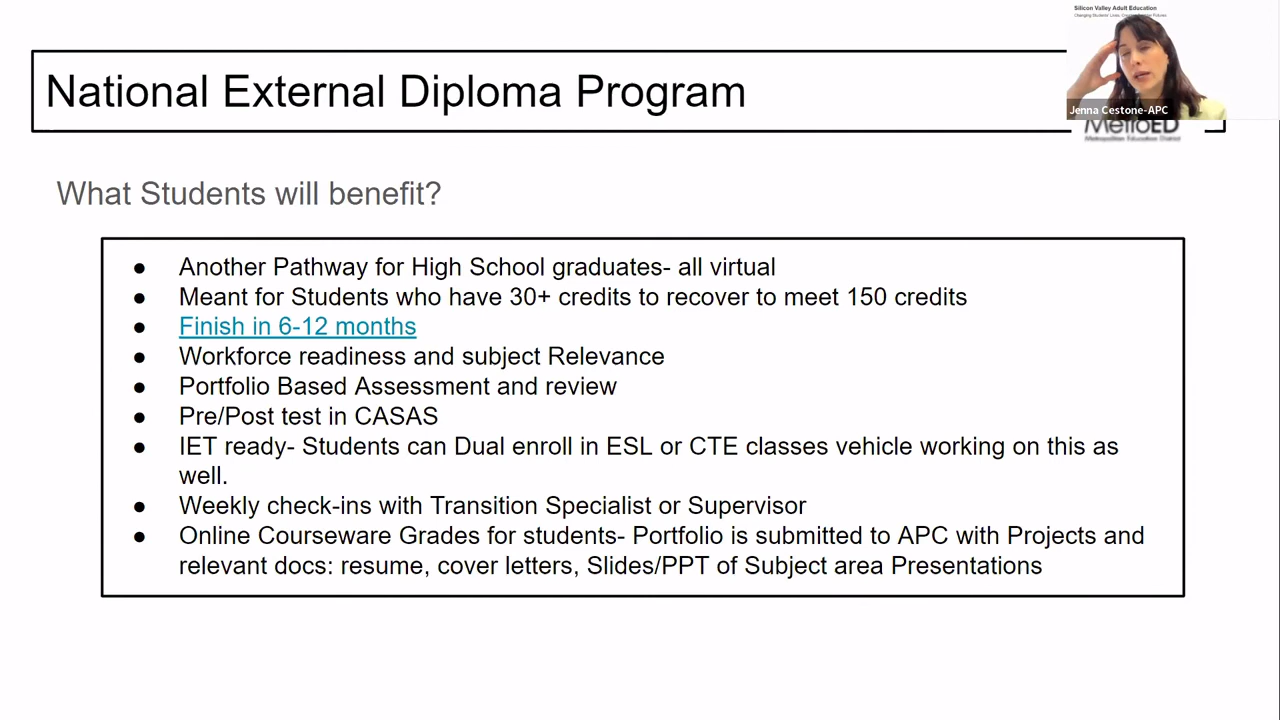 Silicon Valley Adult Education
National External Diploma Program
Jenna Cestone-APC
MetroED
Metropolitan Education District
What Students will benefit?
● Another Pathway for High School graduates- all virtual
● Meant for Students who have 30+ credits to recover to meet 150 credits
● Finish in 6-12 months
● Workforce readiness and subject Relevance
● Portfolio Based Assessment and review
● Pre/Post test in CASAS
● IET ready- Students can Dual enroll in ESL or CTE classes vehicle working on this as
well.
● Weekly check-ins with Transition Specialist or Supervisor
● Online Courseware Grades for students- Portfolio is submitted to APC with Projects and
relevant docs: resume, cover letters, Slides/PPT of Subject area Presentations